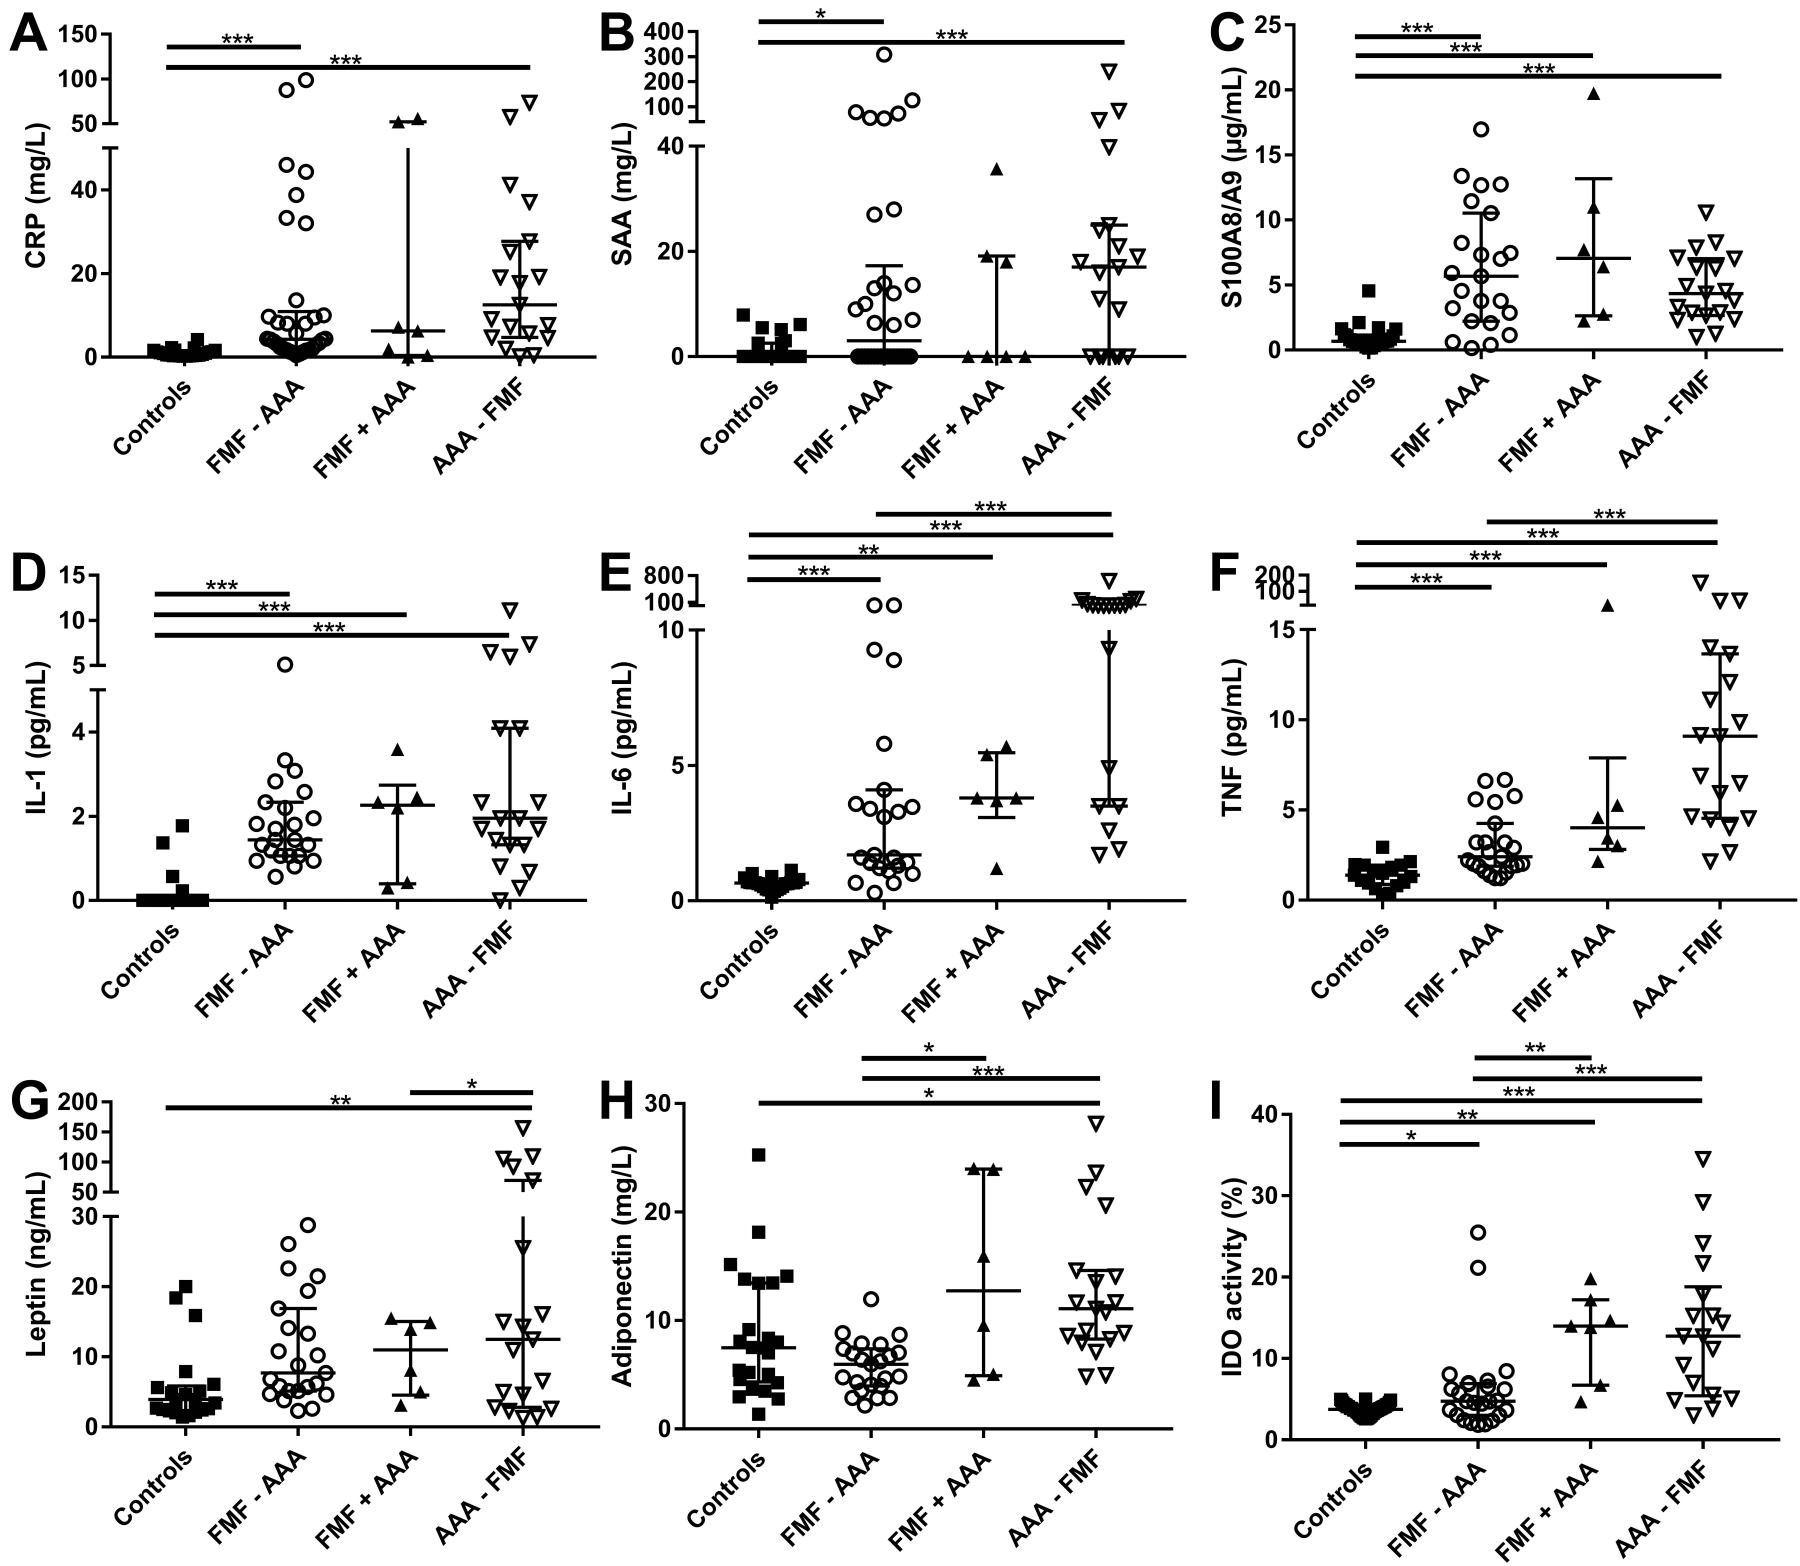 A
CRP (mg/L)
150
100
50
40
20
0
***
***
Controls
FMF - AAA
FMF + AAA
AAA - FMF
B
SAA (mg/L)
400
300
200
100
40
20
0
*
***
Controls
FMF - AAA
FMF + AAA
AAA - FMF
C
S100A8/A9 (μg/mL)
25
20
15
10
5
0
***
***
***
Controls
FMF - AAA
FMF + AAA
AAA - FMF
D
IL-1 (pg/mL)
15
10
5
4
2
0
***
***
***
Controls
FMF - AAA
FMF + AAA
AAA - FMF
E
IL-6 (pg/mL)
800
100
10
5
0
***
***
**
***
Controls
FMF - AAA
FMF + AAA
AAA - FMF
F
TNF (pg/mL)
200
100
15
10
5
0
***
***
***
***
Controls
FMF - AAA
FMF + AAA
AAA - FMF
G
Leptin (ng/mL)
200
150
100
50
30
20
10
0
*
**
Controls
FMF - AAA
FMF + AAA
AAA - FMF
H
Adiponectin (mg/L)
30
20
10
0
*
***
*
Controls
FMF - AAA
FMF + AAA
AAA - FMF
I
IDO activity (%)
40
30
20
10
0
**
***
***
**
*
Controls
FMF - AAA
FMF + AAA
AAA - FMF